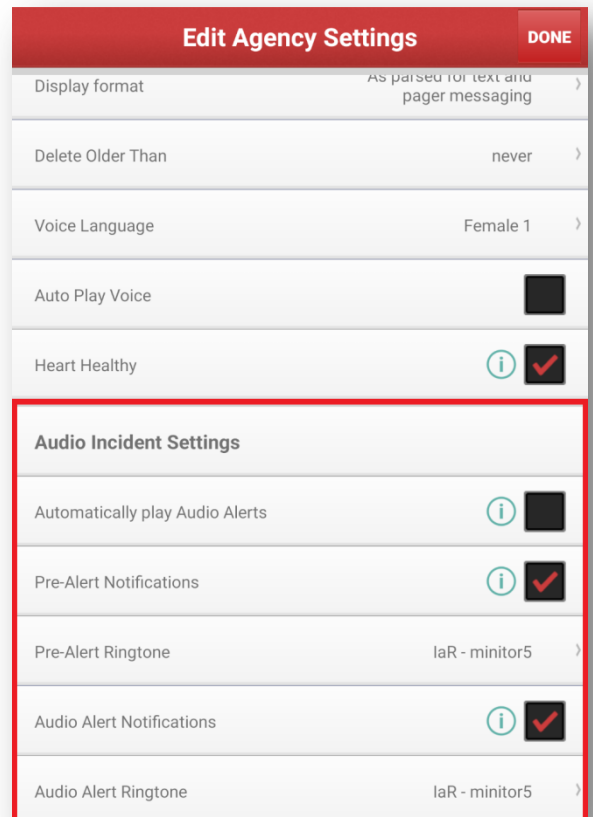 Edit Agency Settings
DONE
Display format
As parsed for text and
pager messaging
Delete Older Than
never
Voice Language
Female 1
Auto Play Voice
Heart Healthy
i
Audio Incident Settings
Automatically play Audio Alerts
i
Pre-Alert Notifications
i
Pre-Alert Ringtone
IaR - minitor5
Audio Alert Notifications
i
Audio Alert Ringtone
IaR - minitor5